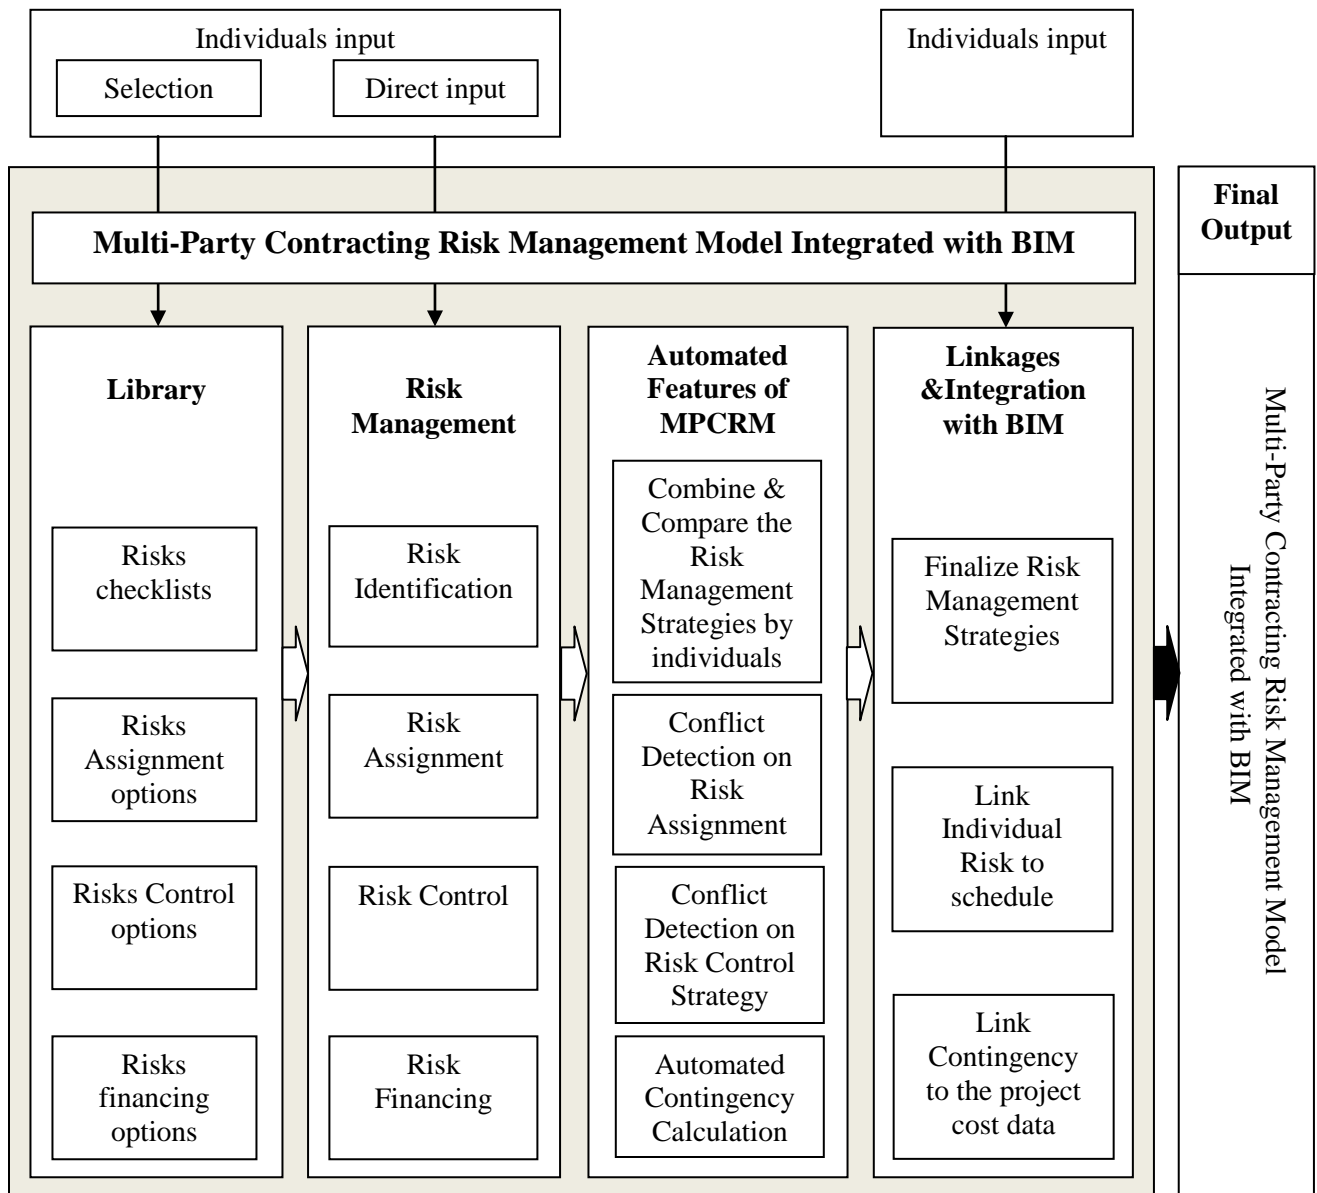 Individuals input
Selection
Direct input
Individuals input
Multi-Party Contracting Risk Management Model Integrated with BIM
Library
Risks
checklists
Risks
Assignment
options
Risks Control
options
Risks
financing
options
Risk
Management
Risk
Identification
Risk
Assignment
Risk Control
Risk
Financing
Automated
Features of
MPCRM
Combine &
Compare the
Risk
Management
Strategies by
individuals
Conflict
Detection on
Risk
Assignment
Conflict
Detection on
Risk Control
Strategy
Automated
Contingency
Calculation
Linkages
&Integration
with BIM
Finalize Risk
Management
Strategies
Link
Individual
Risk to
schedule
Link
Contingency
to the project
cost data
Final
Output
Multi-Party Contracting Risk Management Model
Integrated with BIM